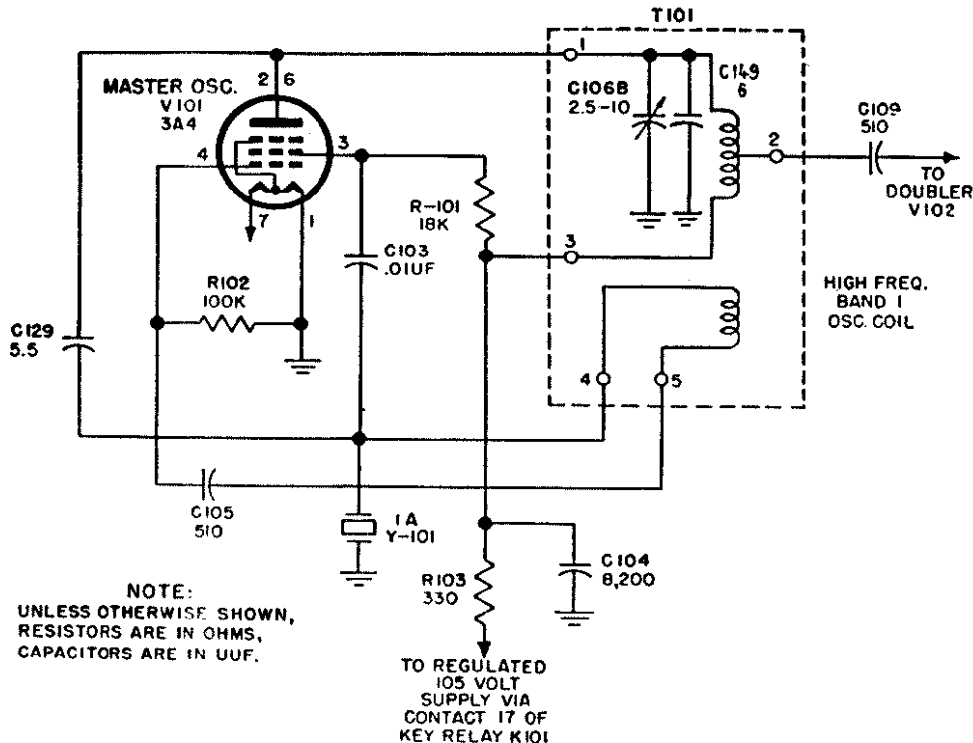 T101
1
2 6
MASTER OSC.
V101
3A4
C106B
2.5-10
C149
6
C109
510
4
3
2
TO
DOUBLER
V102
R-101
18K
7
1
C103
.01UF
3
R102
100K
HIGH FREQ.
BAND 1
OSC. COIL
C129
5.5
4
5
C105
510
1A
Y-101
C104
8,200
R103
330
NOTE:
UNLESS OTHERWISE SHOWN,
RESISTORS ARE IN OHMS,
CAPACITORS ARE IN UUF.
TO REGULATED
105 VOLT
SUPPLY VIA
CONTACT 17 OF
KEY RELAY K101